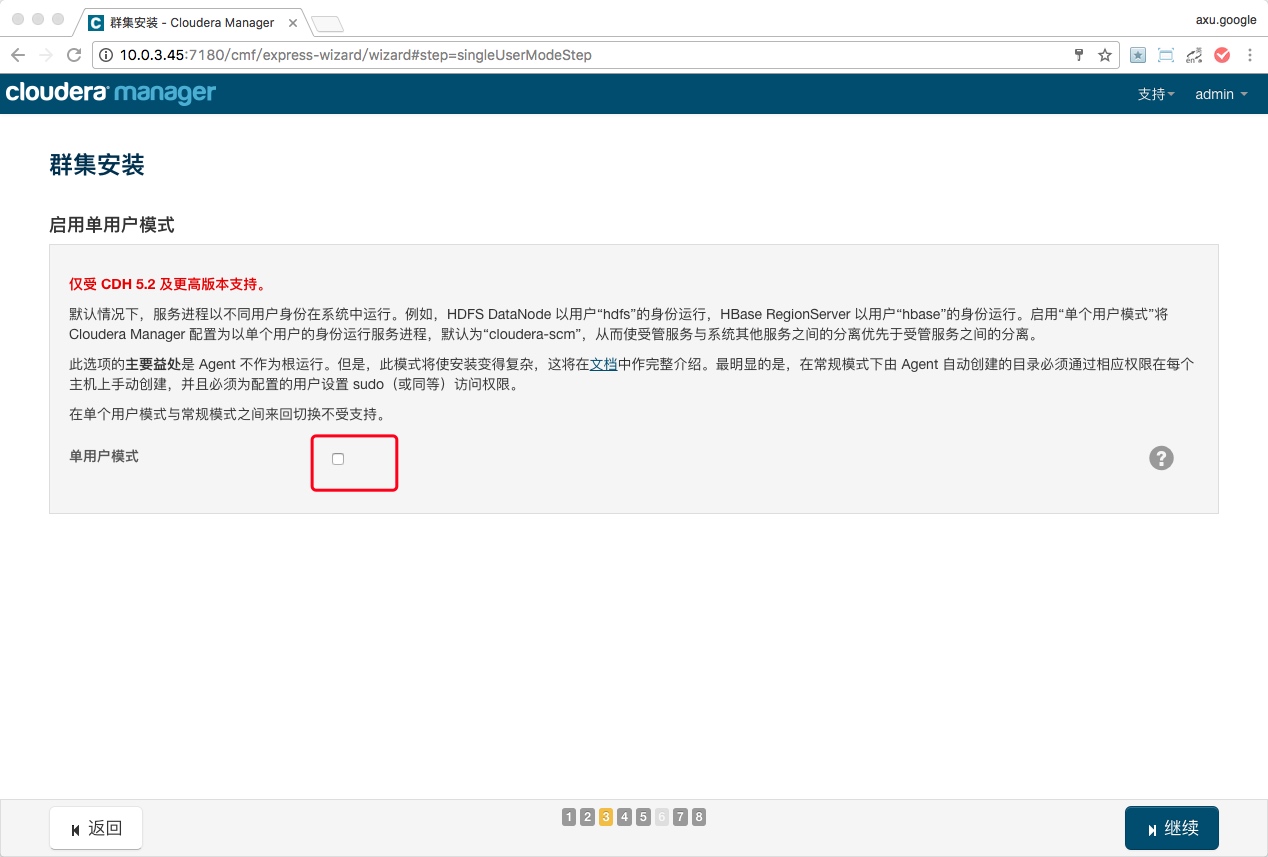 群集安装 - Cloudera Manager
axu.google
10.0.3.45:7180/cmf/express-wizard/wizard#step=singleUserModeStep
cloudera manager
支持
admin
群集安装
启用单用户模式
仅受 CDH 5.2 及更高版本支持。
默认情况下，服务进程以不同用户身份在系统中运行。例如，HDFS DataNode 以用户“hdfs”的身份运行，HBase RegionServer 以用户“hbase”的身份运行。启用“单个用户模式”将
Cloudera Manager 配置为以单个用户的身份运行服务进程，默认为“cloudera-scm”，从而使受管服务与系统其他服务之间的分离优先于受管服务之间的分离。
此选项的主要益处是 Agent 不作为根运行。但是，此模式将使安装变得复杂，这将在文档中作完整介绍。最明显的是，在常规模式下由 Agent 自动创建的目录必须通过相应权限在每个
主机上手动创建，并且必须为配置的用户设置 sudo（或同等）访问权限。
在单个用户模式与常规模式之间来回切换不受支持。
单用户模式
?
返回
1 2 3 4 5 6 7 8
继续